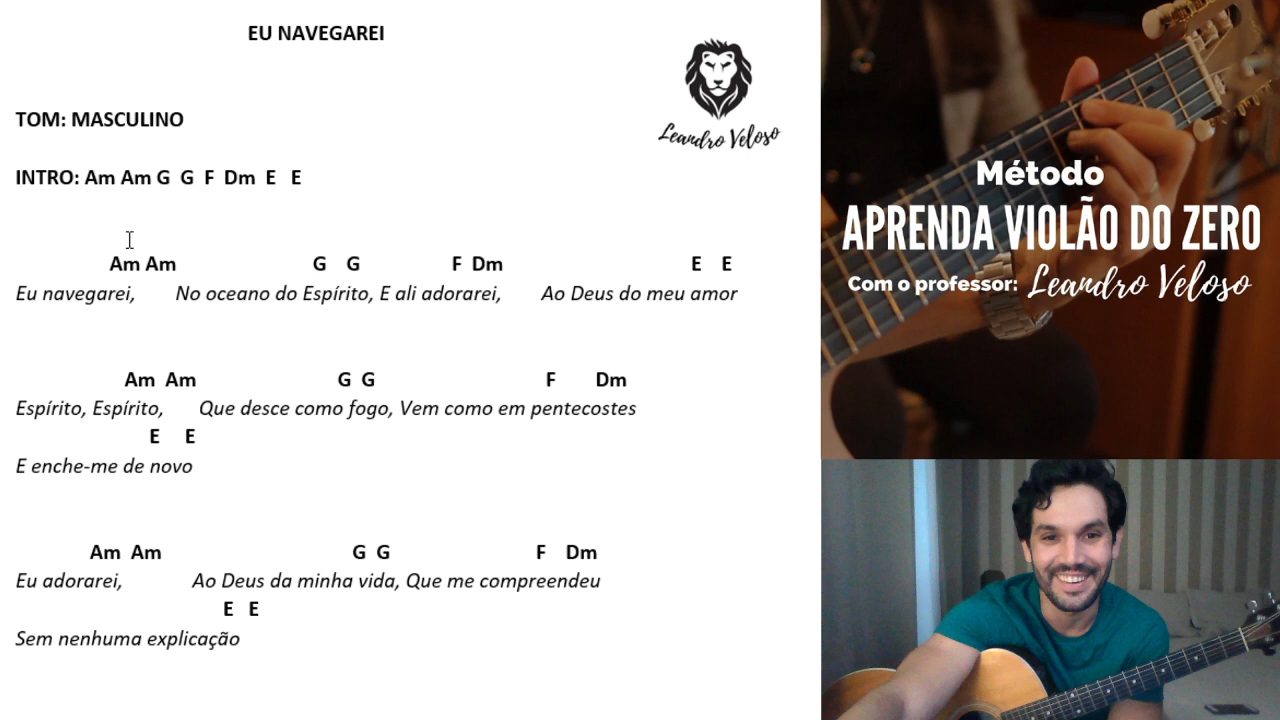 EU NAVEGAREI
Leandro Veloso
TOM: MASCULINO
INTRO: Am Am G G F Dm E E
Am Am G G F Dm E E
Eu navegarei, No oceano do Espírito, E ali adorarei, Ao Deus do meu amor
Am Am G G F Dm
Espírito, Espírito, Que desce como fogo, Vem como em pentecostes
E E
E enche-me de novo
Am Am G G F Dm
Eu adorarei, Ao Deus da minha vida, Que me compreendeu
E E
Sem nenhuma explicação
Método
APRENDA VIOLÃO DO ZERO
Com o professor: Leandro Veloso